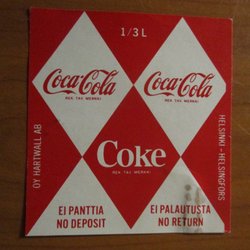 1/3 L
Coca-Cola
REK. TAV. MERKKI
Coca-Cola
REK. TAV. MERKKI
Coke
REK. TAV. MERKKI
OY HARTWALL AB
HELSINKI - HELSINGFORS
EI PANTTIA
NO DEPOSIT
EI PALAUTUSTA
NO RETURN